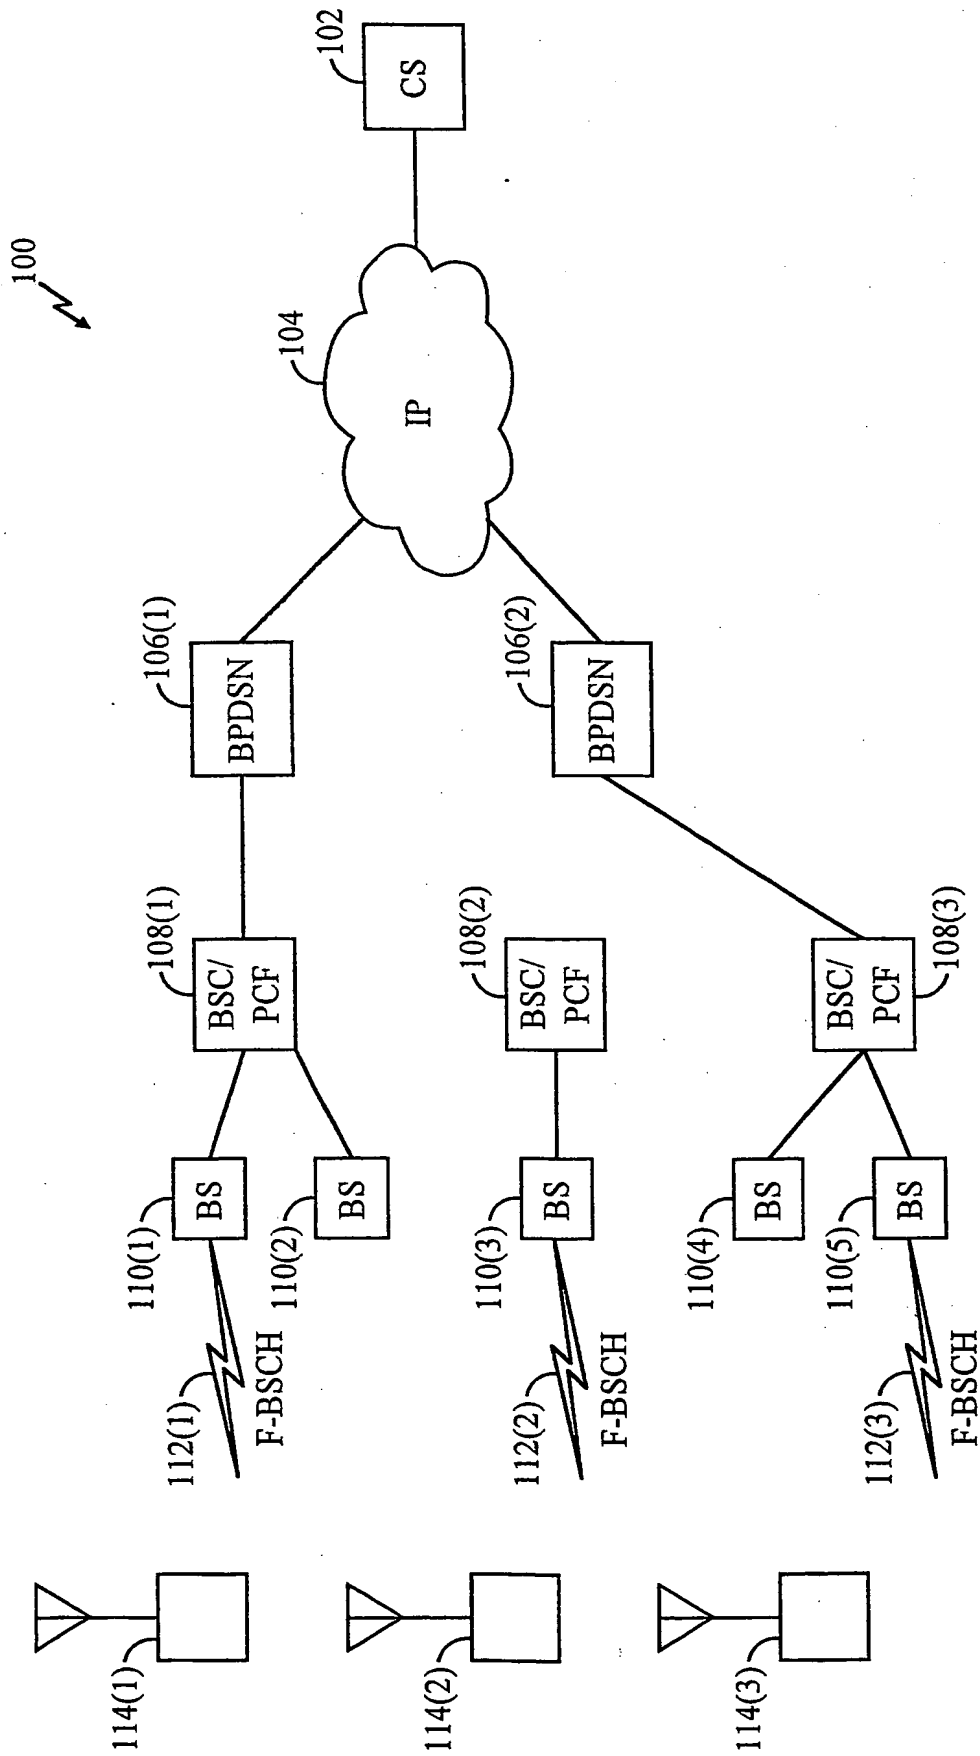 100
114(1)
112(1)
F-BSCH
110(1)
BS
110(2)
BS
108(1)
BSC/
PCF
106(1)
BPDSN
104
IP
102
CS
114(2)
112(2)
F-BSCH
110(3)
BS
108(2)
BSC/
PCF
106(2)
BPDSN
114(3)
112(3)
F-BSCH
110(4)
BS
110(5)
BS
BSC/
PCF
108(3)